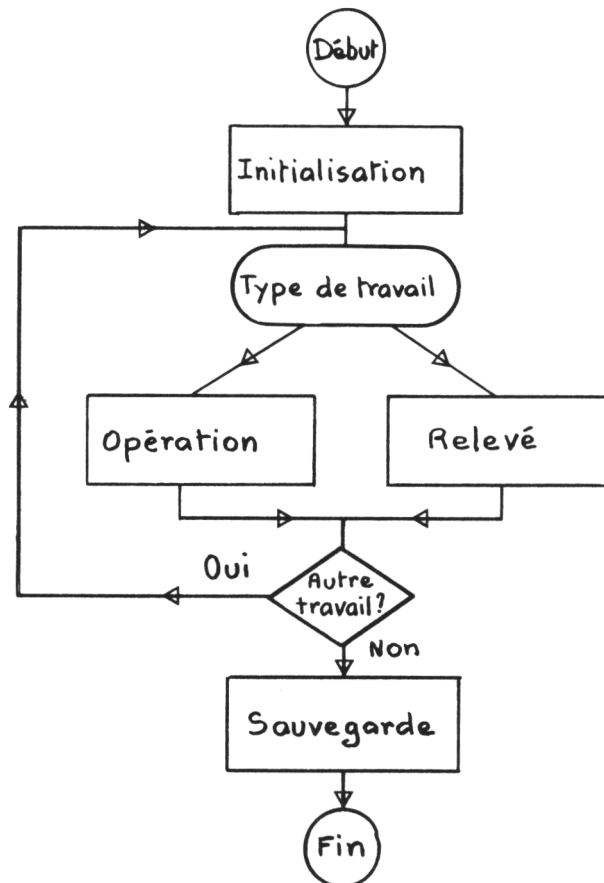 Début
Initialisation
Type de travail
Opération
Relevé
Oui
Autre
travail?
Non
Sauvegarde
Fin